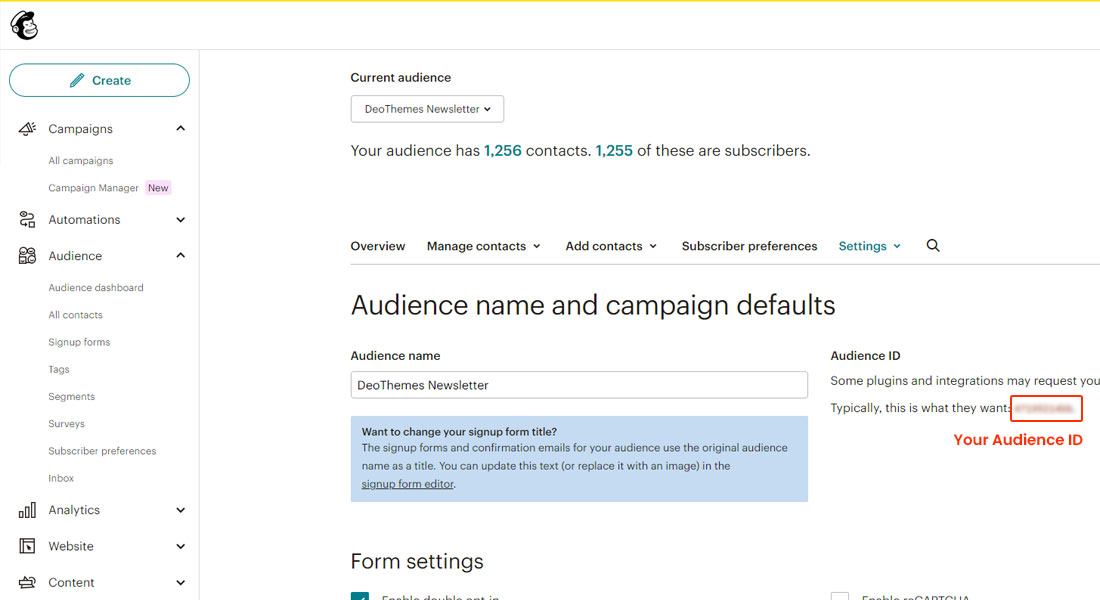 Create
Campaigns
All campaigns
Campaign Manager New
Automations
Audience
Audience dashboard
All contacts
Signup forms
Tags
Segments
Surveys
Subscriber preferences
Inbox
Analytics
Website
Content
Current audience
DeoThemes Newsletter
Your audience has 1,256 contacts. 1,255 of these are subscribers.
Overview Manage contacts Add contacts Subscriber preferences Settings
Audience name and campaign defaults
Audience name
DeoThemes Newsletter
Want to change your signup form title?
The signup forms and confirmation emails for your audience use the original audience
name as a title. You can update this text (or replace it with an image) in the
signup form editor.
Audience ID
Some plugins and integrations may request you
Typically, this is what they want:
Your Audience ID
Form settings
Enable double opt-in
Enable reCAPTCHA